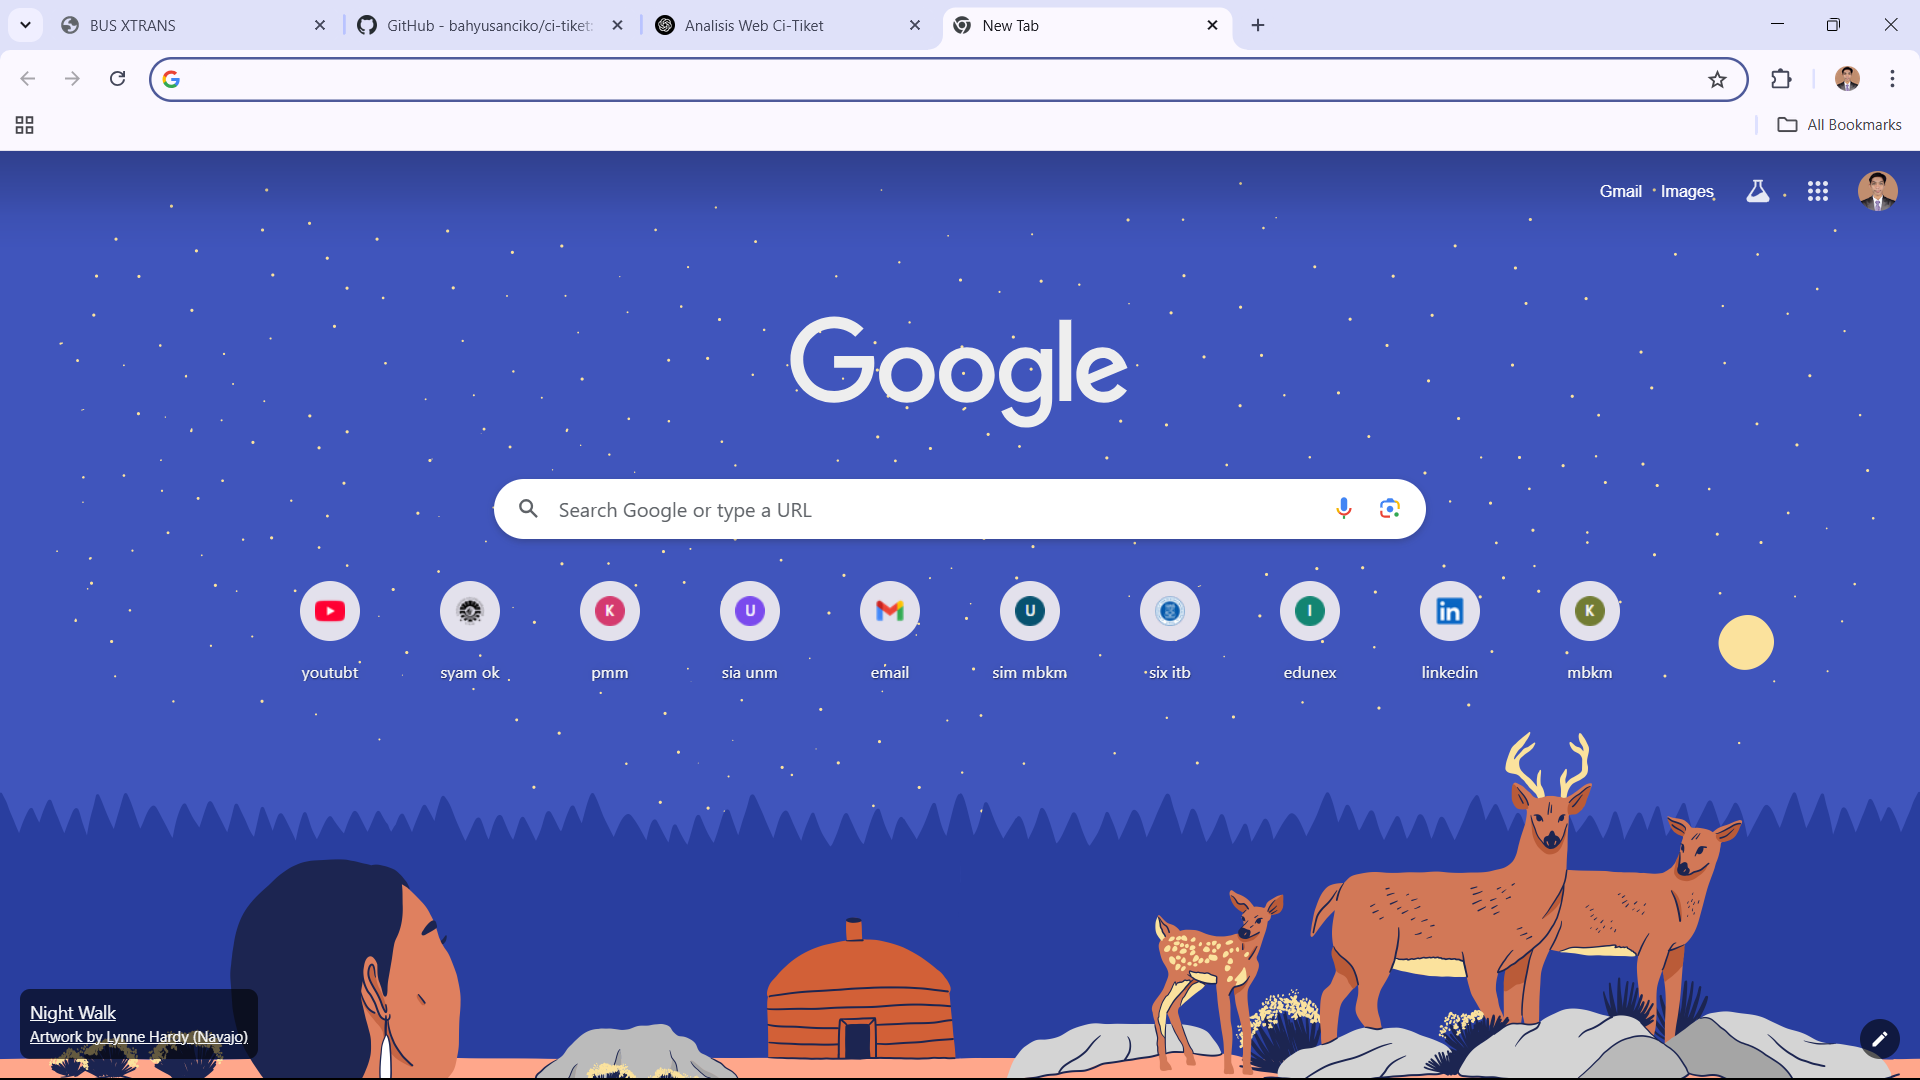 BUS XTRANS
GitHub - bahyusanciko/ci-tiket:
Analisis Web Ci-Tiket
New Tab
All Bookmarks
Gmail
Images
Google
Search Google or type a URL
K
U
U
I
in
K
youtubt
syam ok
pmm
sia unm
email
sim mbkm
six itb
edunex
linkedin
mbkm
Night Walk
Artwork by Lynne Hardy (Navajo)